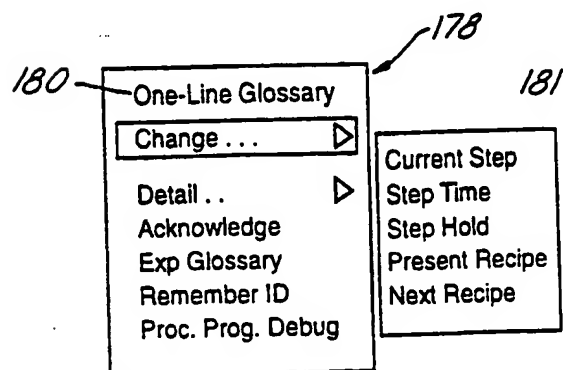 178
180
One-Line Glossary
181
Change . . .
Detail . .
Acknowledge
Exp Glossary
Remember ID
Proc. Prog. Debug
Current Step
Step Time
Step Hold
Present Recipe
Next Recipe